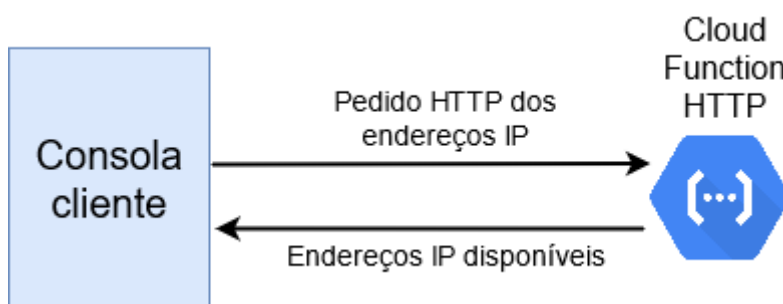 Cloud
Function
HTTP
Pedido HTTP dos
endereços IP
Consola
cliente
Endereços IP disponíveis